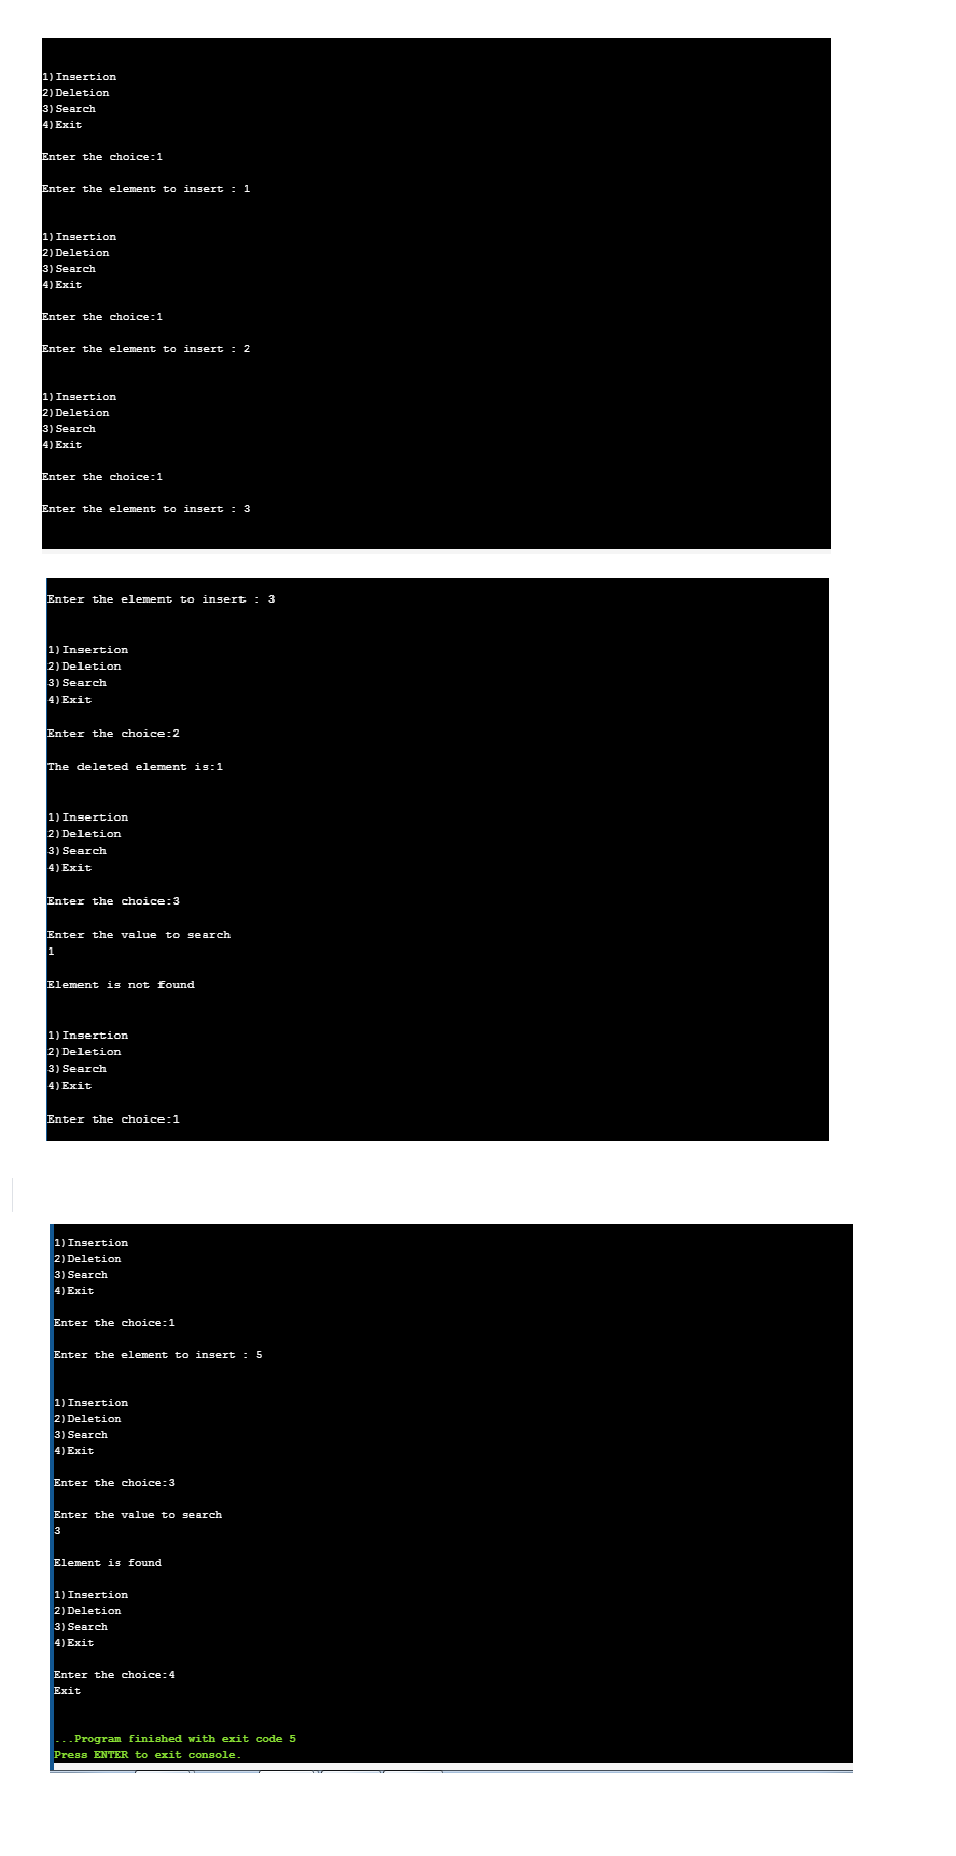 1)Insertion
2)Deletion
3)Search
4)Exit
Enter the choice:1
Enter the element to insert : 1
1)Insertion
2)Deletion
3)Search
4)Exit
Enter the choice:1
Enter the element to insert : 2
1)Insertion
2)Deletion
3)Search
4)Exit
Enter the choice:1
Enter the element to insert : 3
Enter the element to insert : 3
1)Insertion
2)Deletion
3)Search
4)Exit
Enter the choice:2
The deleted element is:1
1)Insertion
2)Deletion
3)Search
4)Exit
Enter the choice:3
Enter the value to search
1
Element is not found
1)Insertion
2)Deletion
3)Search
4)Exit
Enter the choice:1
1)Insertion
2)Deletion
3)Search
4)Exit
Enter the choice:1
Enter the element to insert : 5
1)Insertion
2)Deletion
3)Search
4)Exit
Enter the choice:3
Enter the value to search
3
Element is found
1)Insertion
2)Deletion
3)Search
4)Exit
Enter the choice:4
Exit
...Program finished with exit code 5
Press ENTER to exit console.